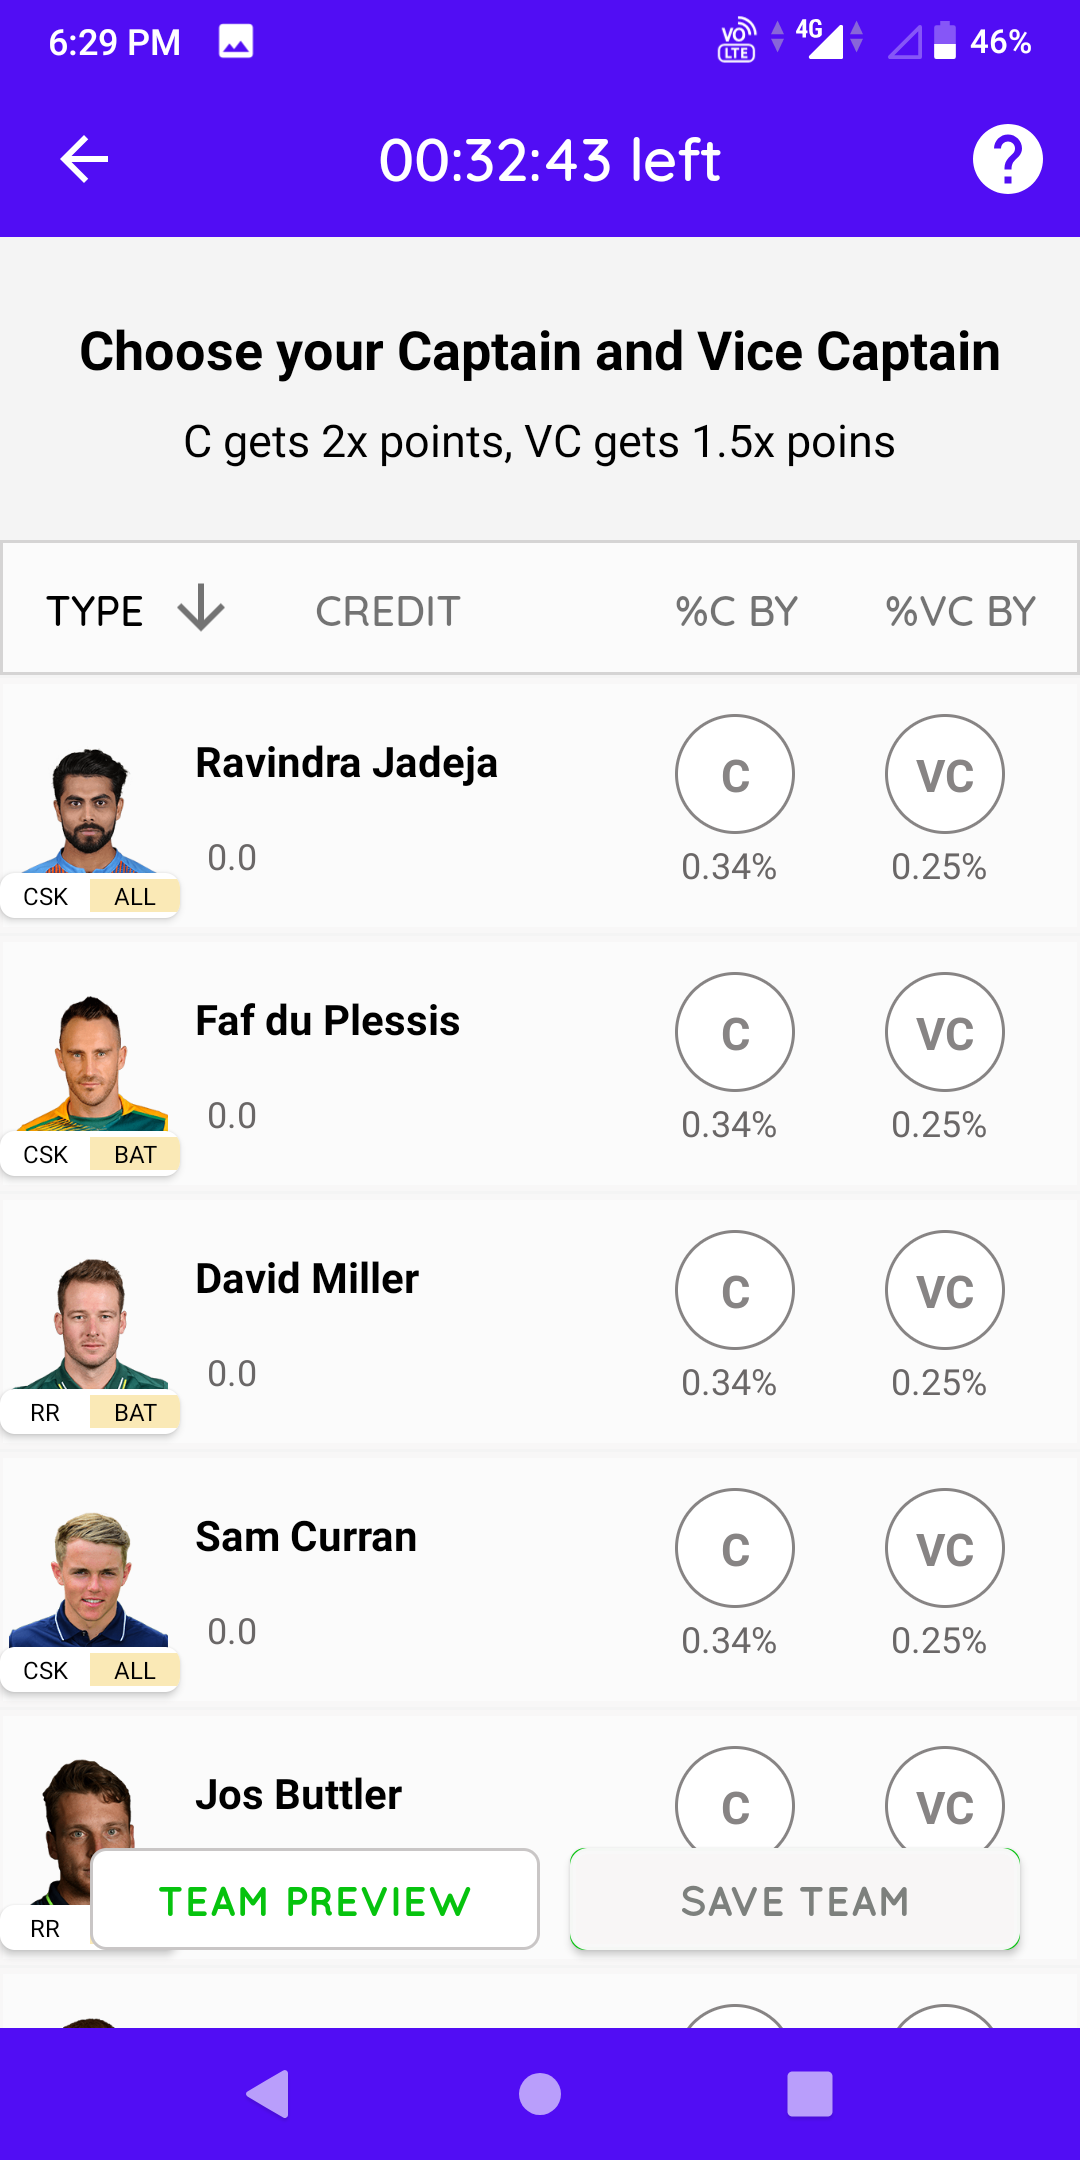 6:29 PM VO LTE 4G 46%
00:32:43 left ?
Choose your Captain and Vice Captain
C gets 2x points, VC gets 1.5x poins
TYPE CREDIT %C BY %VC BY
Ravindra Jadeja C VC
0.0 0.34% 0.25%
CSK ALL
Faf du Plessis C VC
0.0 0.34% 0.25%
CSK BAT
David Miller C VC
0.0 0.34% 0.25%
RR BAT
Sam Curran C VC
0.0 0.34% 0.25%
CSK ALL
Jos Buttler C VC
TEAM PREVIEW SAVE TEAM
RR